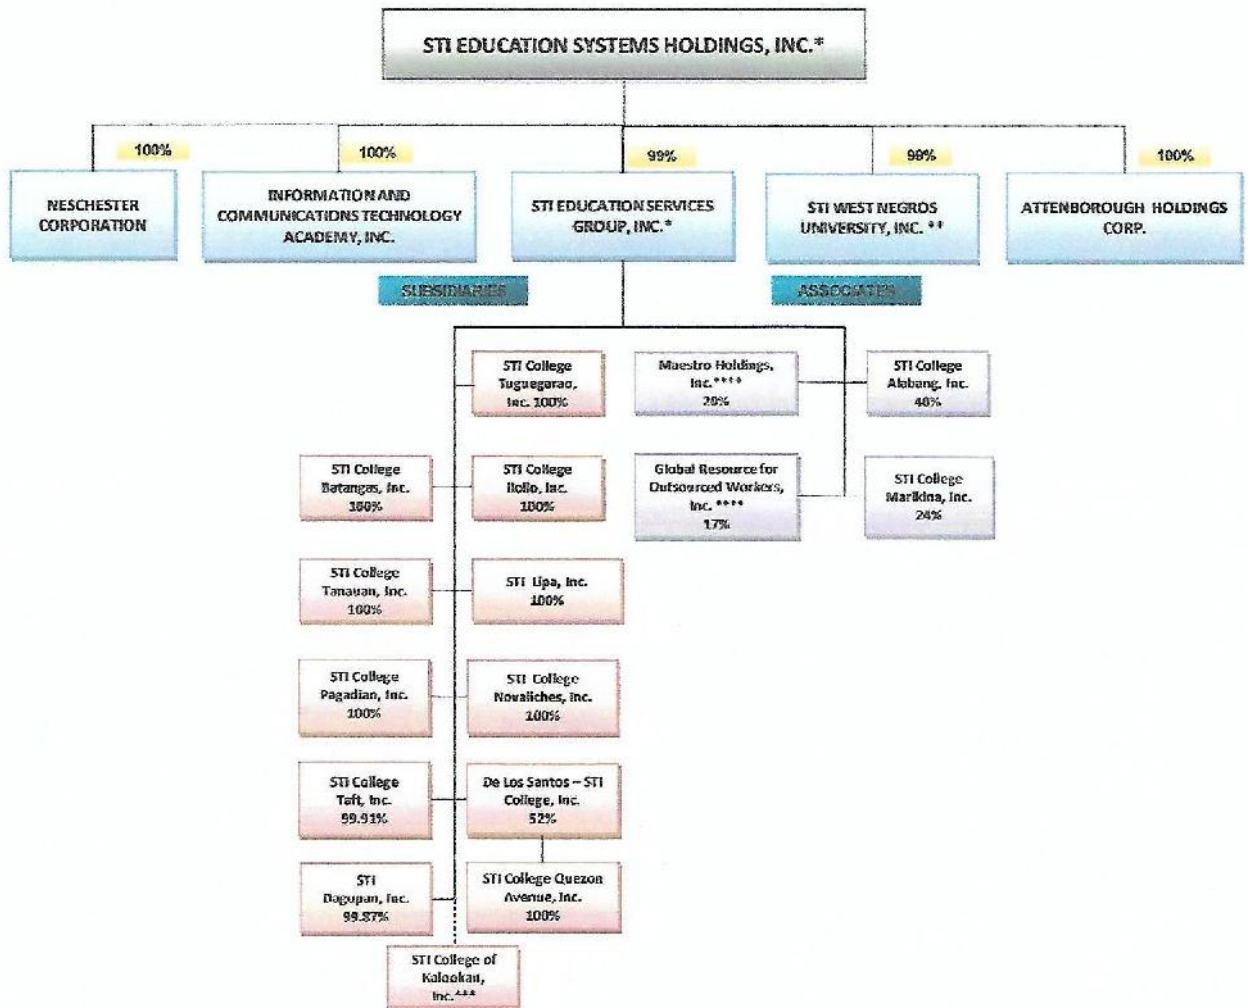 STI EDUCATION SYSTEMS HOLDINGS, INC.*
100%
100%
99%
99%
100%
NESCHESTER
CORPORATION
INFORMATION AND
COMMUNICATIONS TECHNOLOGY
ACADEMY, INC.
STI EDUCATION SERVICES
GROUP, INC.*
STI WEST NEGROS
UNIVERSITY, INC. **
ATTENBOROUGH HOLDINGS
CORP.
SUBSIDIARIES
ASSOCIATES
STI College
Tuguegarao,
Inc. 100%
Maestro Holdings,
Inc.****
20%
STI College
Alabang, Inc.
40%
STI College
Batangas, Inc.
100%
STI College
Iloilo, Inc.
100%
Global Resource for
Outsourced Workers,
Inc. ****
17%
STI College
Marikina, Inc.
24%
STI College
Tanauan, Inc.
100%
STI Lipa, Inc.
100%
STI College
Pagadian, Inc.
100%
STI College
Novaliches, Inc.
100%
STI College
Taft, Inc.
99.91%
De Los Santos – STI
College, Inc.
52%
STI
Dagupan, Inc.
99.87%
STI College Quezon
Avenue, Inc.
100%
STI College of
Kalookan,
Inc.***